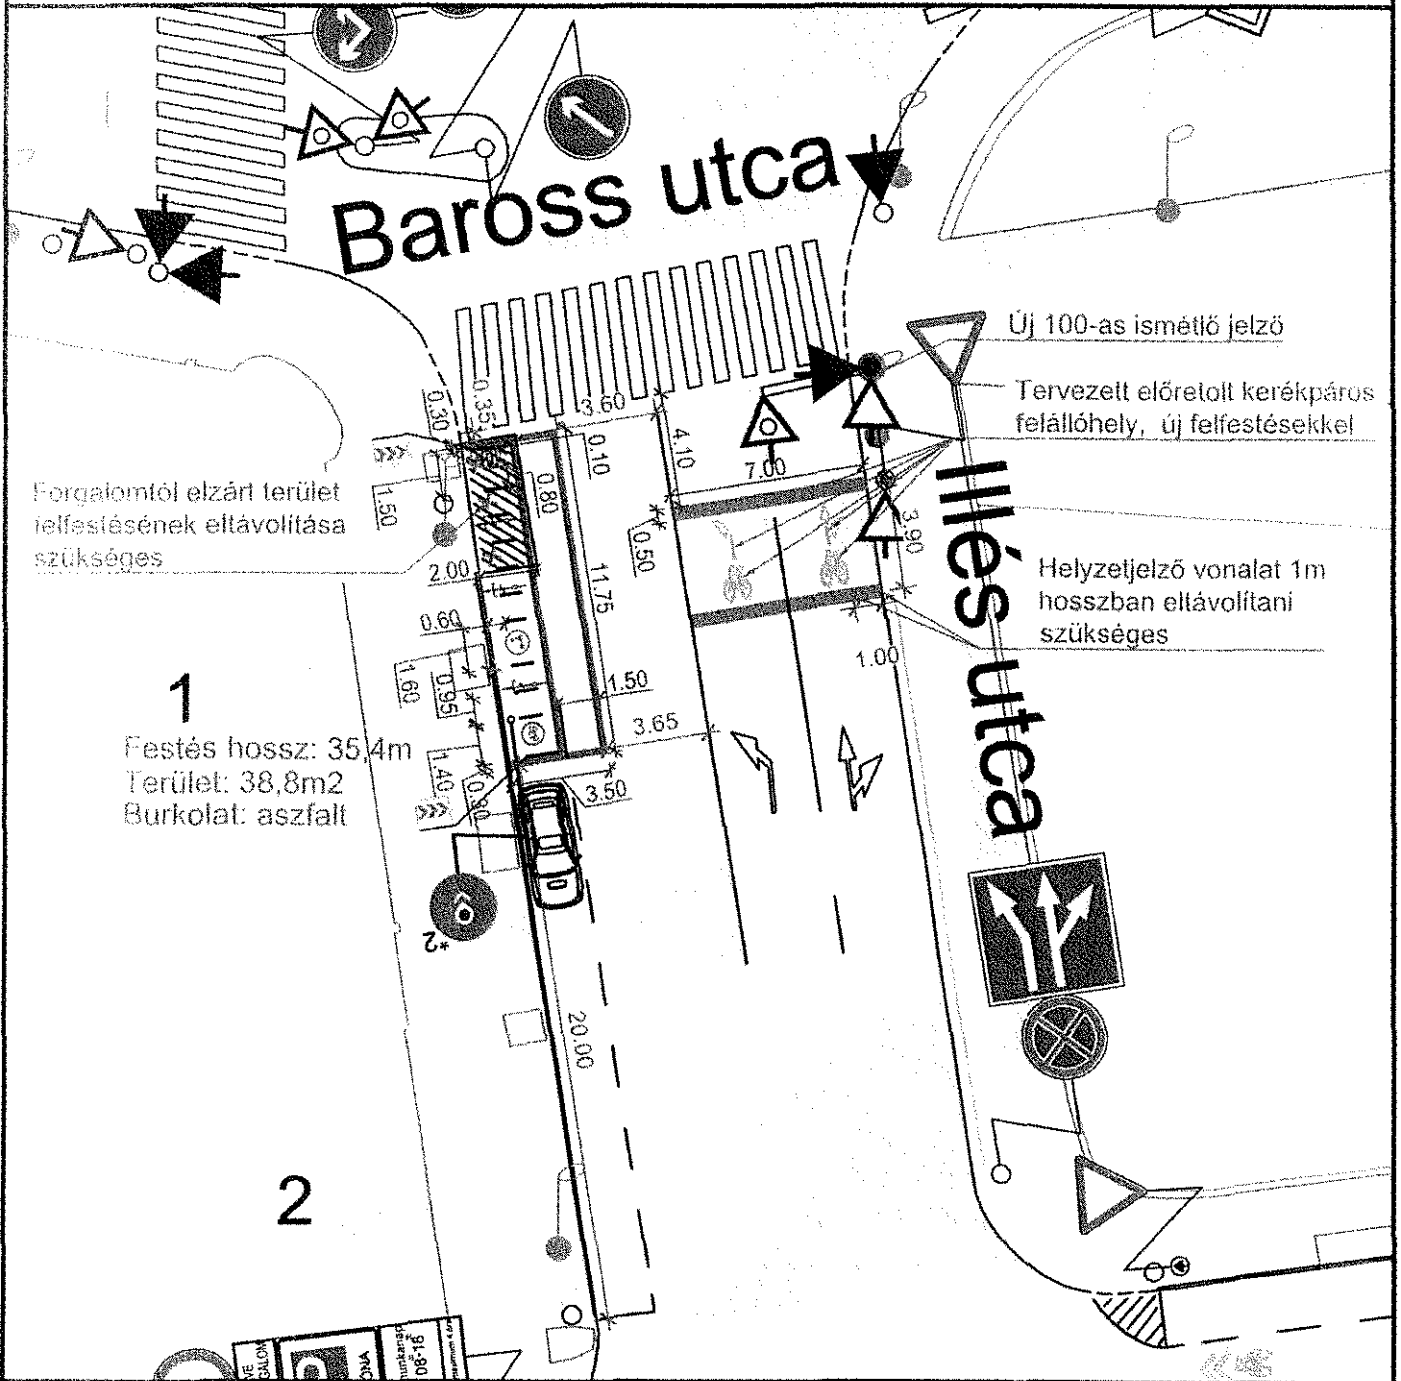 Baross utca
Új 100-as ismétlő jelző
Tervezett előretolt kerékpáros
felállóhely, új felfestésekkel
Illés utca
Helyzetjelző vonalat 1m
hosszban eltávolítani
szükséges
Forgalomtól elzárt terület
felfestésének eltávolítása
szükséges
1
Festés hossz: 35,4m
Terület: 38,8m2
Burkolat: aszfalt
2
0.30
0.35
3.60
0.10
4.10
7.00
1.50
0.80
0.50
3.90
2.00
11.75
0.60
1.00
1.60
0.95
1.50
3.65
1.40
3.50
*2
20.00
08-18